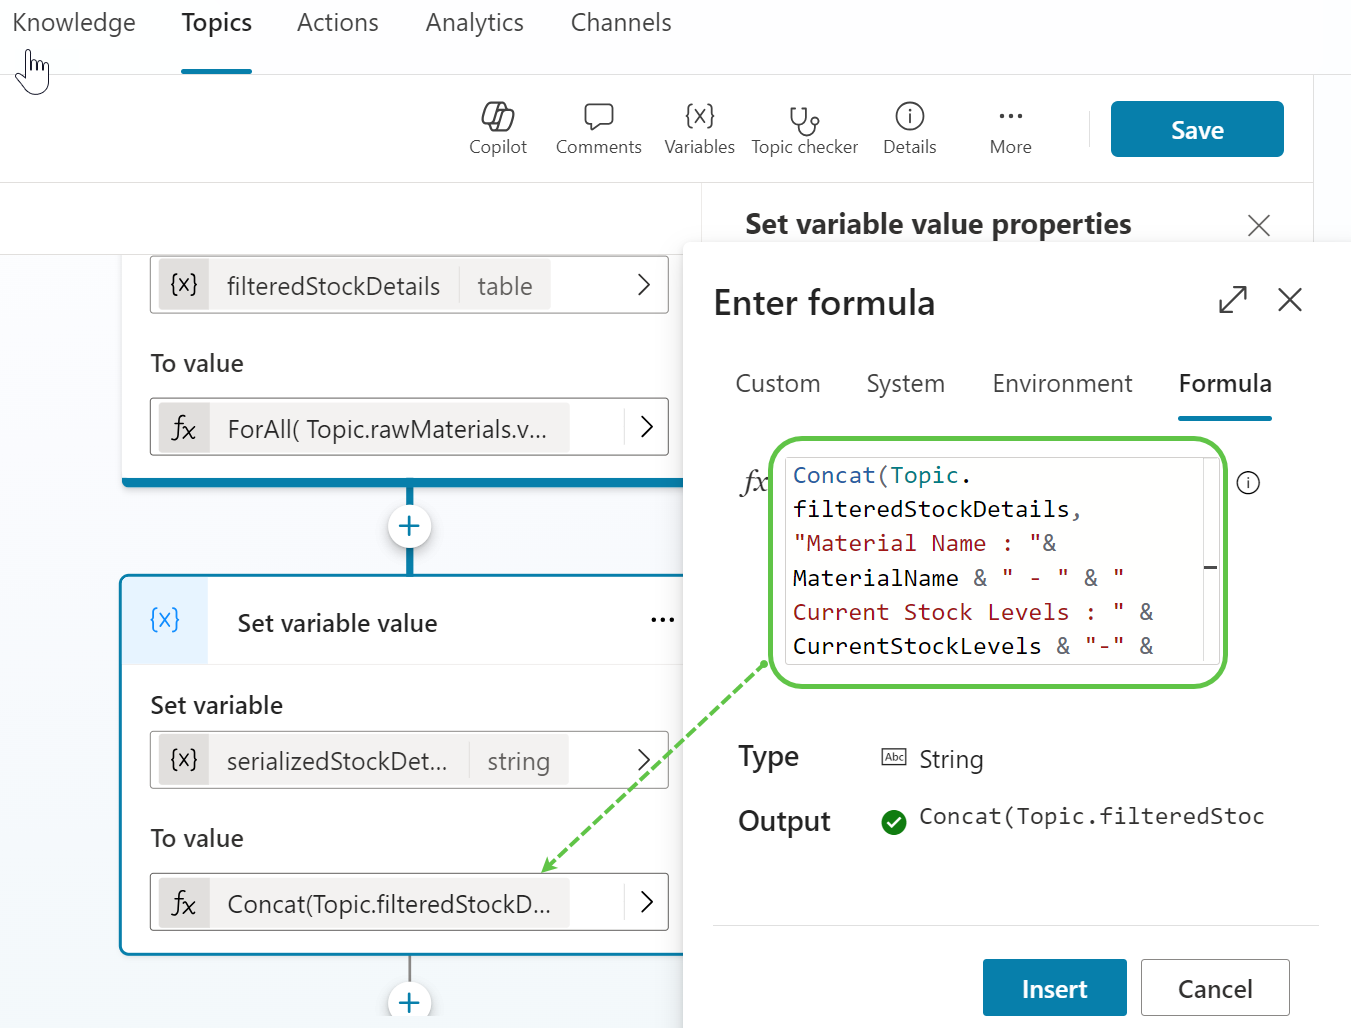 Knowledge Topics Actions Analytics Channels
Copilot Comments {x} Variables Topic checker Details More Save
Set variable value properties
{x} filteredStockDetails table
To value
fx ForAll( Topic.rawMaterials.v...
{x} Set variable value ...
Set variable
{x} serializedStockDet... string
To value
fx Concat(Topic.filteredStockD...
Enter formula
Custom System Environment Formula
fx
Concat(Topic.
filteredStockDetails,
"Material Name : "&
MaterialName & " - " & "
Current Stock Levels : " &
CurrentStockLevels & "-" &
Type Abc String
Output Concat(Topic.filteredStoc
Insert Cancel